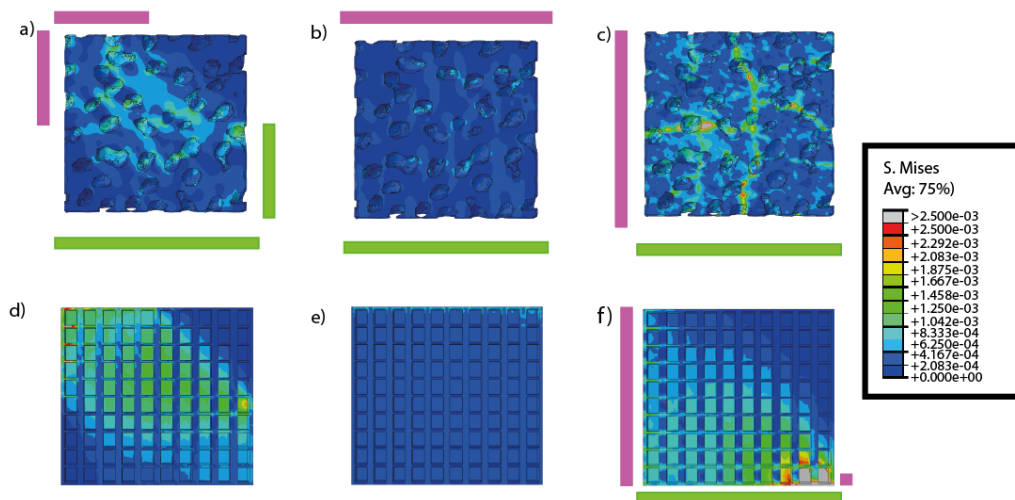 a)
b)
c)
S. Mises
Avg: 75%)
>2.500e-03
+2.500e-03
+2.292e-03
+2.083e-03
+1.875e-03
+1.667e-03
+1.458e-03
+1.250e-03
+1.042e-03
+8.333e-04
+6.250e-04
+4.167e-04
+2.083e-04
+0.000e+00
d)
e)
f)